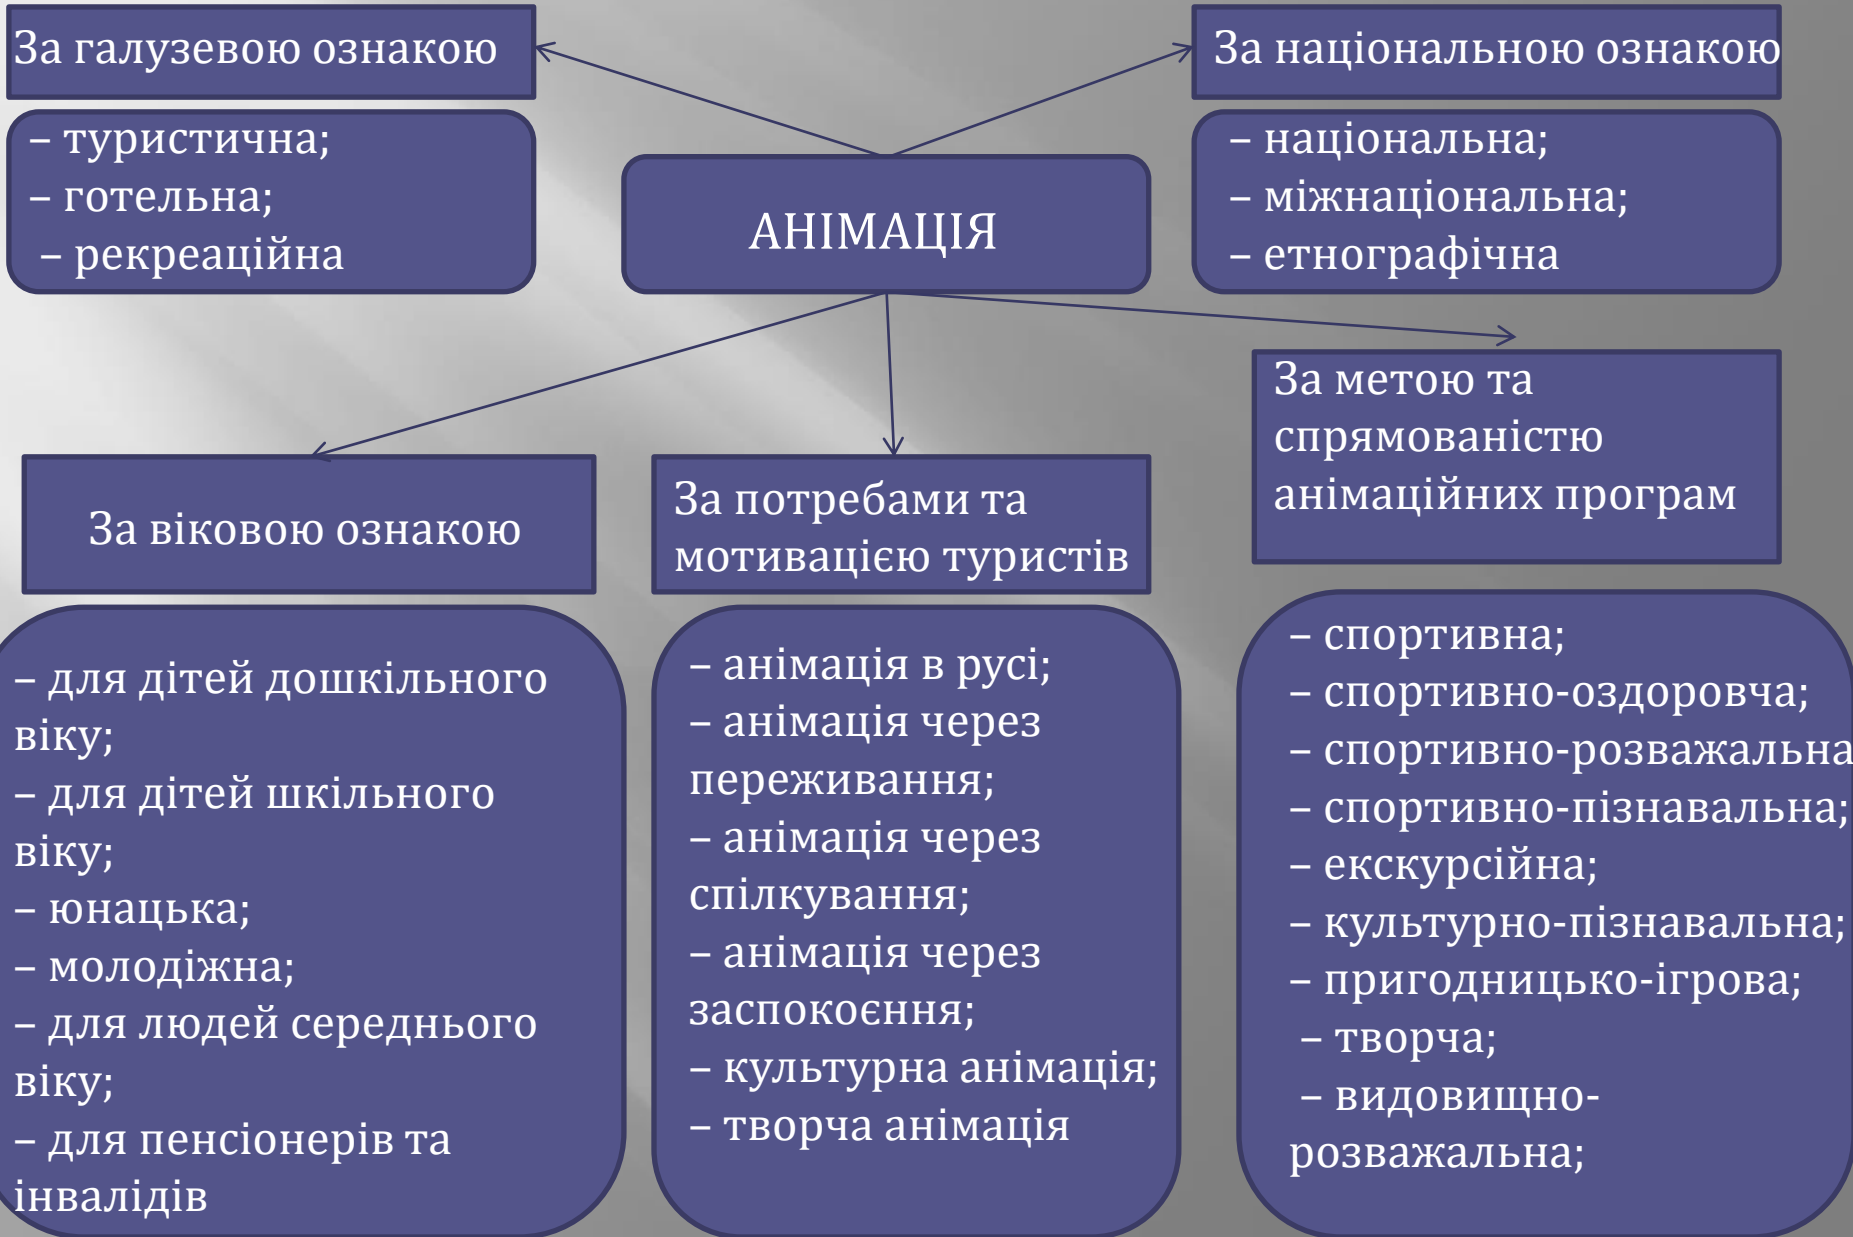 За галузевою ознакою
– туристична;
– готельна;
– рекреаційна
АНІМАЦІЯ
За національною ознакою
– національна;
– міжнаціональна;
– етнографічна
За віковою ознакою
– для дітей дошкільного
віку;
– для дітей шкільного
віку;
– юнацька;
– молодіжна;
– для людей середнього
віку;
– для пенсіонерів та
інвалідів
За потребами та
мотивацією туристів
– анімація в русі;
– анімація через
переживання;
– анімація через
спілкування;
– анімація через
заспокоєння;
– культурна анімація;
– творча анімація
За метою та
спрямованістю
анімаційних програм
– спортивна;
– спортивно-оздоровча;
– спортивно-розважальна
– спортивно-пізнавальна;
– екскурсійна;
– культурно-пізнавальна;
– пригодницько-ігрова;
– творча;
– видовищно-
розважальна;